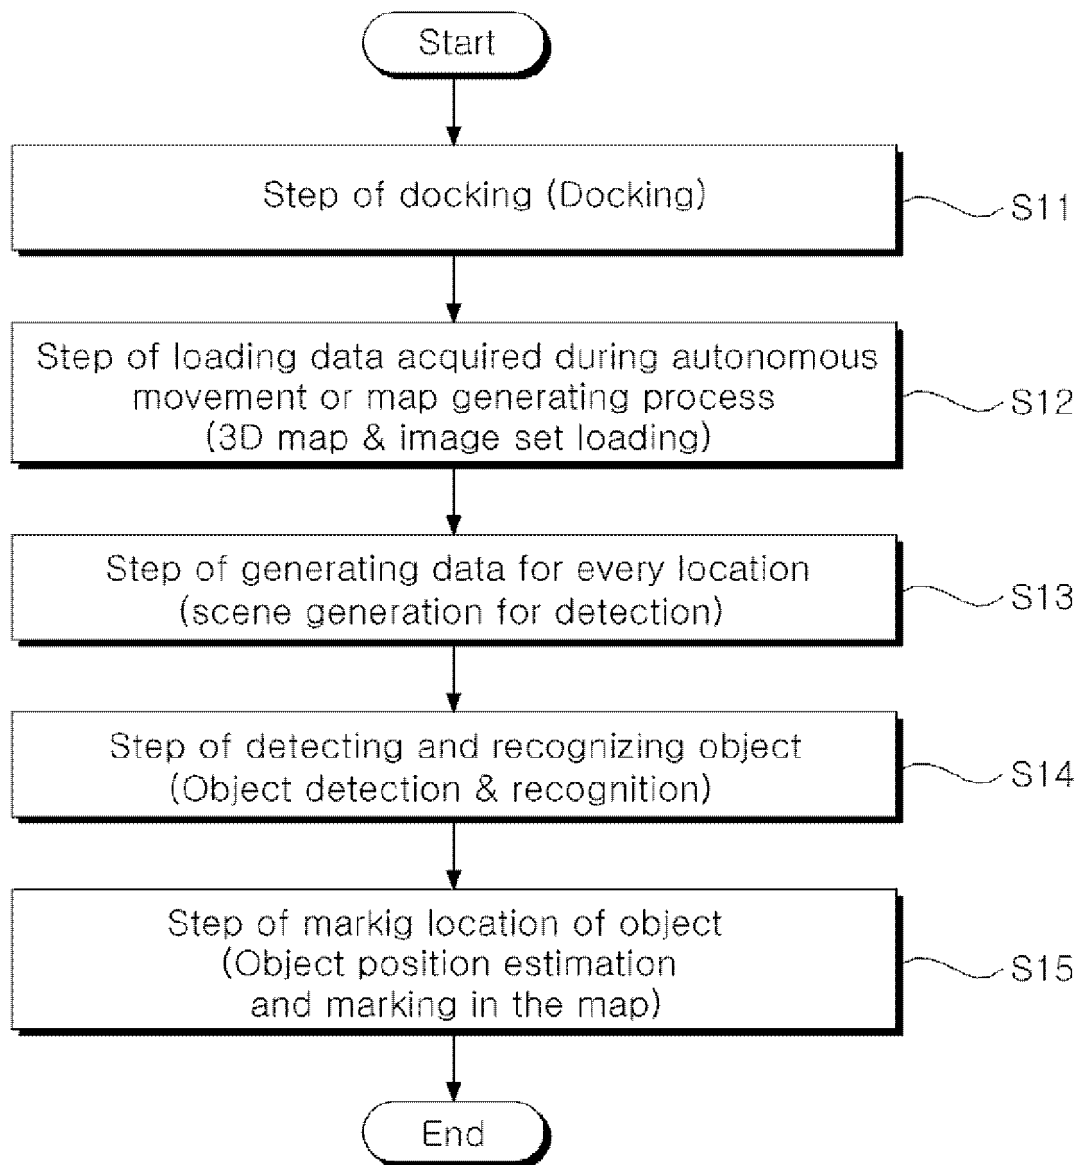 Start
Step of docking (Docking)
S11
Step of loading data acquired during autonomous
movement or map generating process
(3D map & image set loading)
S12
Step of generating data for every location
(scene generation for detection)
S13
Step of detecting and recognizing object
(Object detection & recognition)
S14
Step of markig location of object
(Object position estimation
and marking in the map)
S15
End